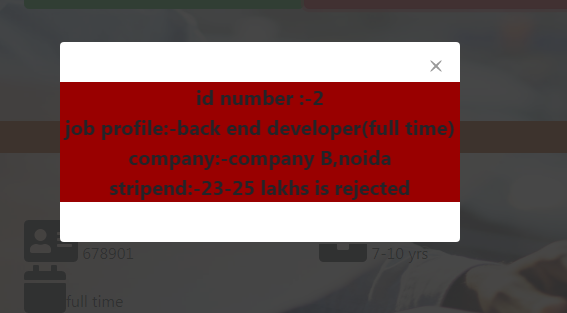 id number :-2
job profile:-back end developer(full time)
company:-company B,noida
stripend:-23-25 lakhs is rejected
678901
7-10 yrs
full time